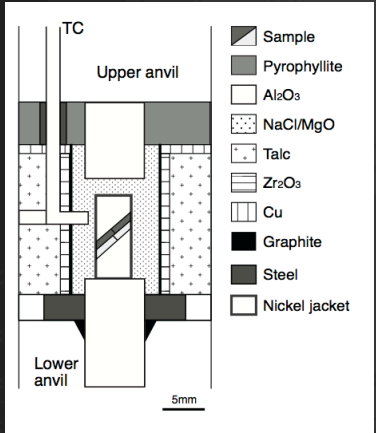 TC
Upper anvil
Sample
Pyrophyllite
Al2O3
NaCl/MgO
Talc
Zr2O3
Cu
Graphite
Steel
Nickel jacket
Lower
anvil
5mm